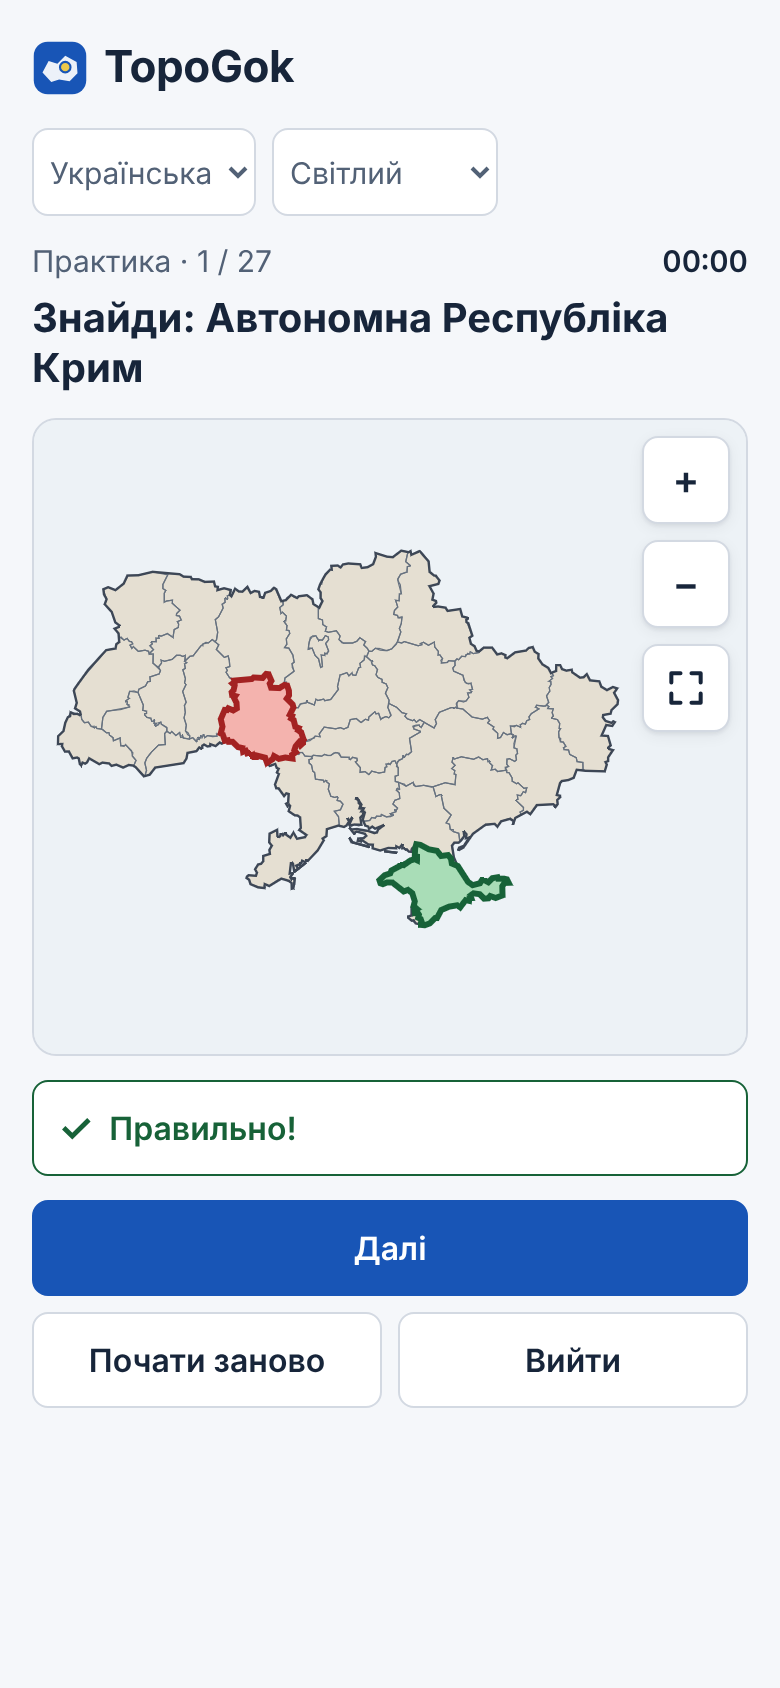 TopoGok
Українська
Світлий
Практика · 1 / 27
00:00
Знайди: Автономна Республіка
Крим
+
−
Правильно!
Далі
Почати заново
Вийти